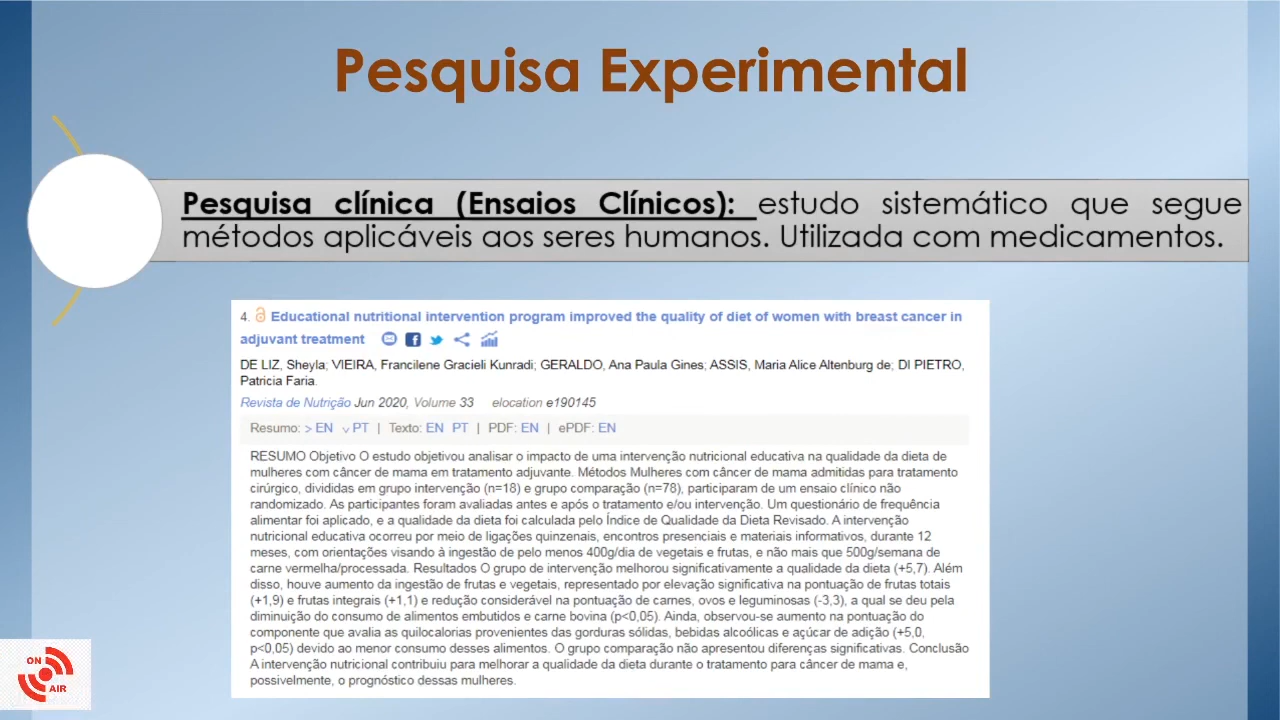 Pesquisa Experimental
Pesquisa clínica (Ensaios Clínicos): estudo sistemático que segue
métodos aplicáveis aos seres humanos. Utilizada com medicamentos.
4. Educational nutritional intervention program improved the quality of diet of women with breast cancer in
adjuvant treatment
DE LIZ, Sheyla; VIEIRA, Francilene Gracieli Kunradi; GERALDO, Ana Paula Gines; ASSIS, Maria Alice Altenburg de; DI PIETRO,
Patricia Faria.
Revista de Nutrição Jun 2020, Volume 33 elocation e190145
Resumo: > EN v PT | Texto: EN PT | PDF: EN | ePDF: EN
RESUMO Objetivo O estudo objetivou analisar o impacto de uma intervenção nutricional educativa na qualidade da dieta de
mulheres com câncer de mama em tratamento adjuvante. Métodos Mulheres com câncer de mama admitidas para tratamento
cirúrgico, divididas em grupo intervenção (n=18) e grupo comparação (n=78), participaram de um ensaio clínico não
randomizado. As participantes foram avaliadas antes e após o tratamento e/ou intervenção. Um questionário de frequência
alimentar foi aplicado, e a qualidade da dieta foi calculada pelo Índice de Qualidade da Dieta Revisado. A intervenção
nutricional educativa ocorreu por meio de ligações quinzenais, encontros presenciais e materiais informativos, durante 12
meses, com orientações visando à ingestão de pelo menos 400g/dia de vegetais e frutas, e não mais que 500g/semana de
carne vermelha/processada. Resultados O grupo de intervenção melhorou significativamente a qualidade da dieta (+5,7). Além
disso, houve aumento da ingestão de frutas e vegetais, representado por elevação significativa na pontuação de frutas totais
(+1,9) e frutas integrais (+1,1) e redução considerável na pontuação de carnes, ovos e leguminosas (-3,3), a qual se deu pela
diminuição do consumo de alimentos embutidos e carne bovina (p<0,05). Ainda, observou-se aumento na pontuação do
componente que avalia as quilocalorias provenientes das gorduras sólidas, bebidas alcoólicas e açúcar de adição (+5,0,
p<0,05) devido ao menor consumo desses alimentos. O grupo comparação não apresentou diferenças significativas. Conclusão
A intervenção nutricional contribuiu para melhorar a qualidade da dieta durante o tratamento para câncer de mama e,
possivelmente, o prognóstico dessas mulheres.
ON
AIR